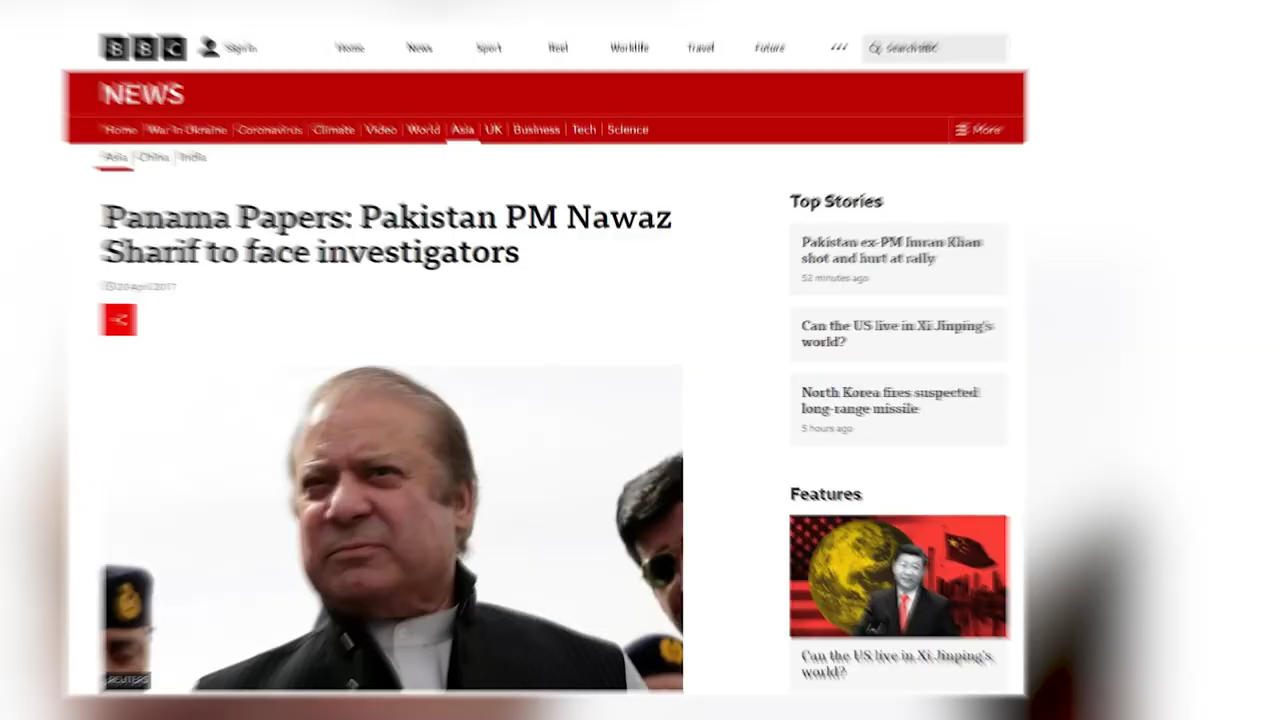 BBC Sign in Home News Sport Reel Worklife Travel Future Search BBC
NEWS
Home War in Ukraine Coronavirus Climate Video World Asia UK Business Tech Science More
Asia China India
Panama Papers: Pakistan PM Nawaz
Sharif to face investigators
20 April 2017
REUTERS
Top Stories
Pakistan ex-PM Imran Khan
shot and hurt at rally
52 minutes ago
Can the US live in Xi Jinping's
world?
North Korea fires suspected
long-range missile
5 hours ago
Features
Can the US live in Xi Jinping's
world?